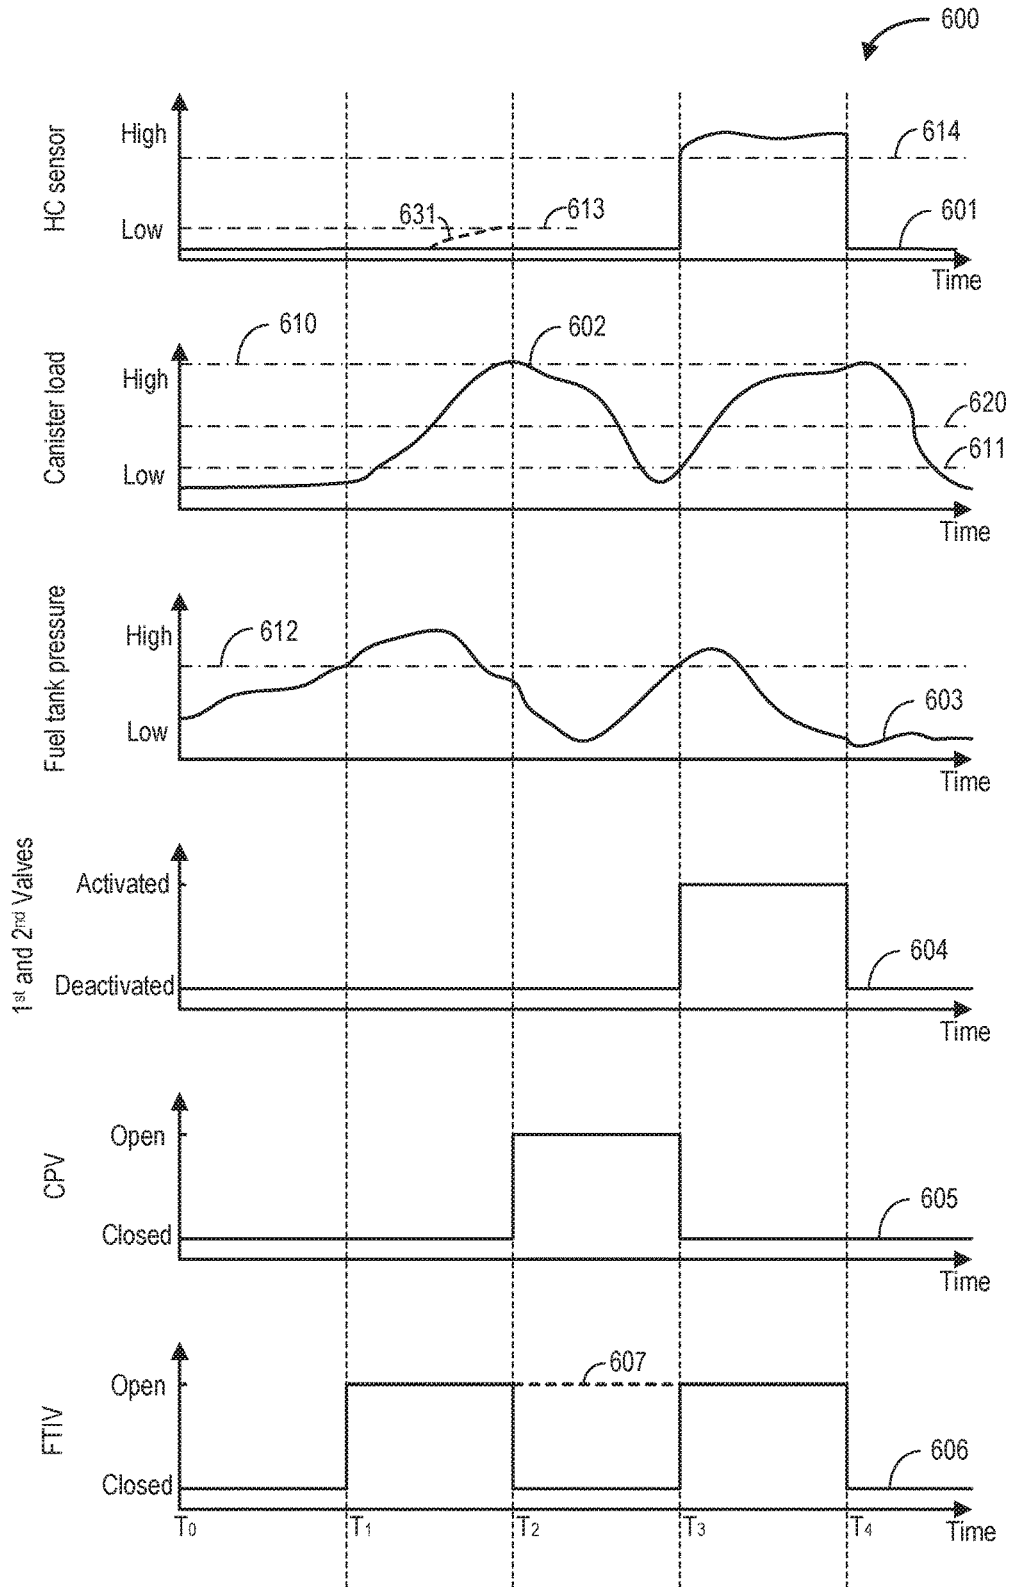 600
HC sensor
High
Low
614
631
613
601
Time
Canister load
High
Low
610
602
620
611
Time
Fuel tank pressure
High
Low
612
603
Time
1st and 2nd Valves
Activated
Deactivated
604
Time
CPV
Open
Closed
605
Time
FTIV
Open
Closed
607
606
T0
T1
T2
T3
T4
Time